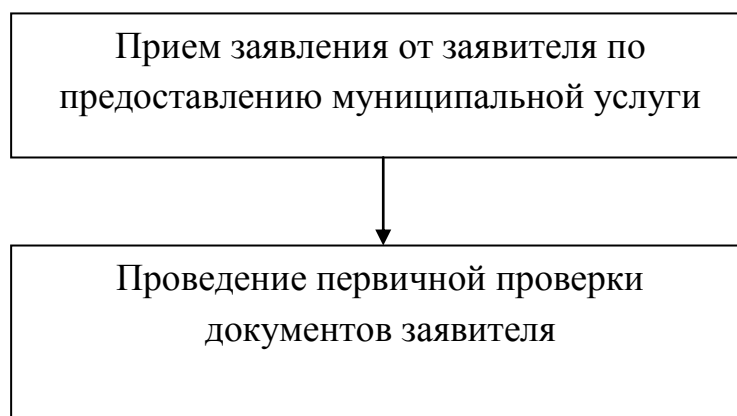 Прием заявления от заявителя по
предоставлению муниципальной услуги
Проведение первичной проверки
документов заявителя